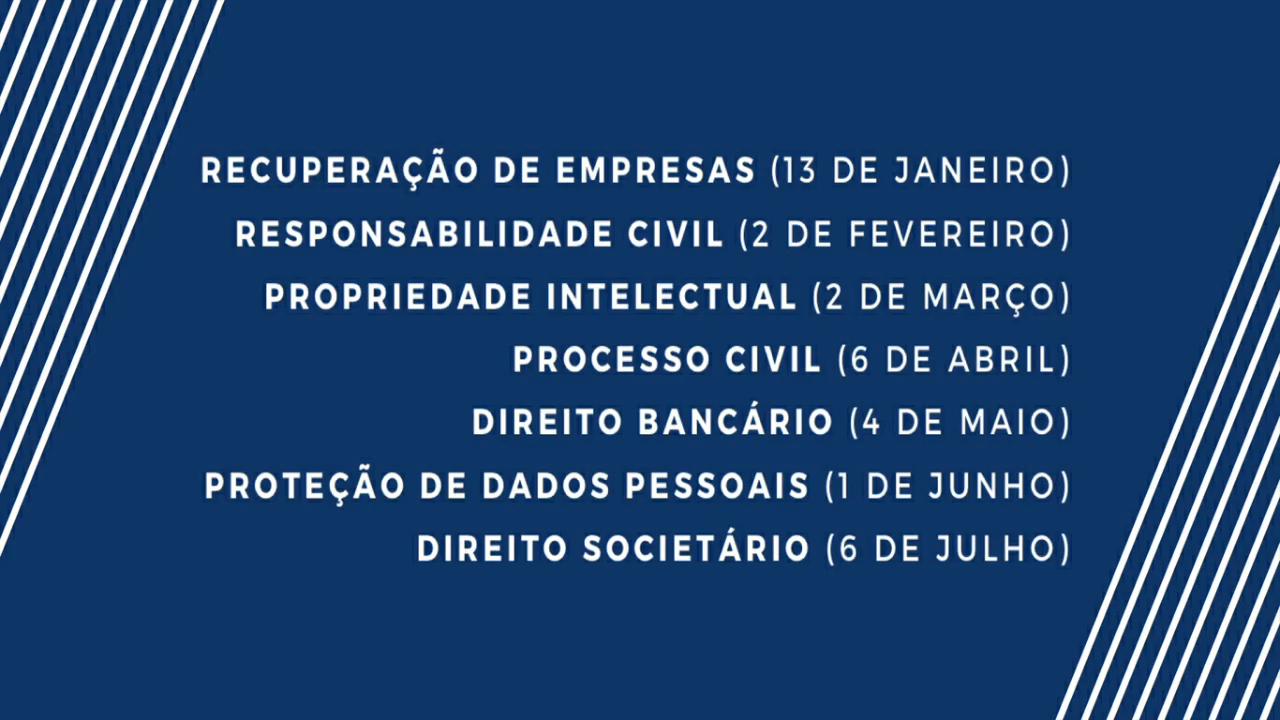 RECUPERAÇÃO DE EMPRESAS (13 DE JANEIRO)
RESPONSABILIDADE CIVIL (2 DE FEVEREIRO)
PROPRIEDADE INTELECTUAL (2 DE MARÇO)
PROCESSO CIVIL (6 DE ABRIL)
DIREITO BANCÁRIO (4 DE MAIO)
PROTEÇÃO DE DADOS PESSOAIS (1 DE JUNHO)
DIREITO SOCIETÁRIO (6 DE JULHO)